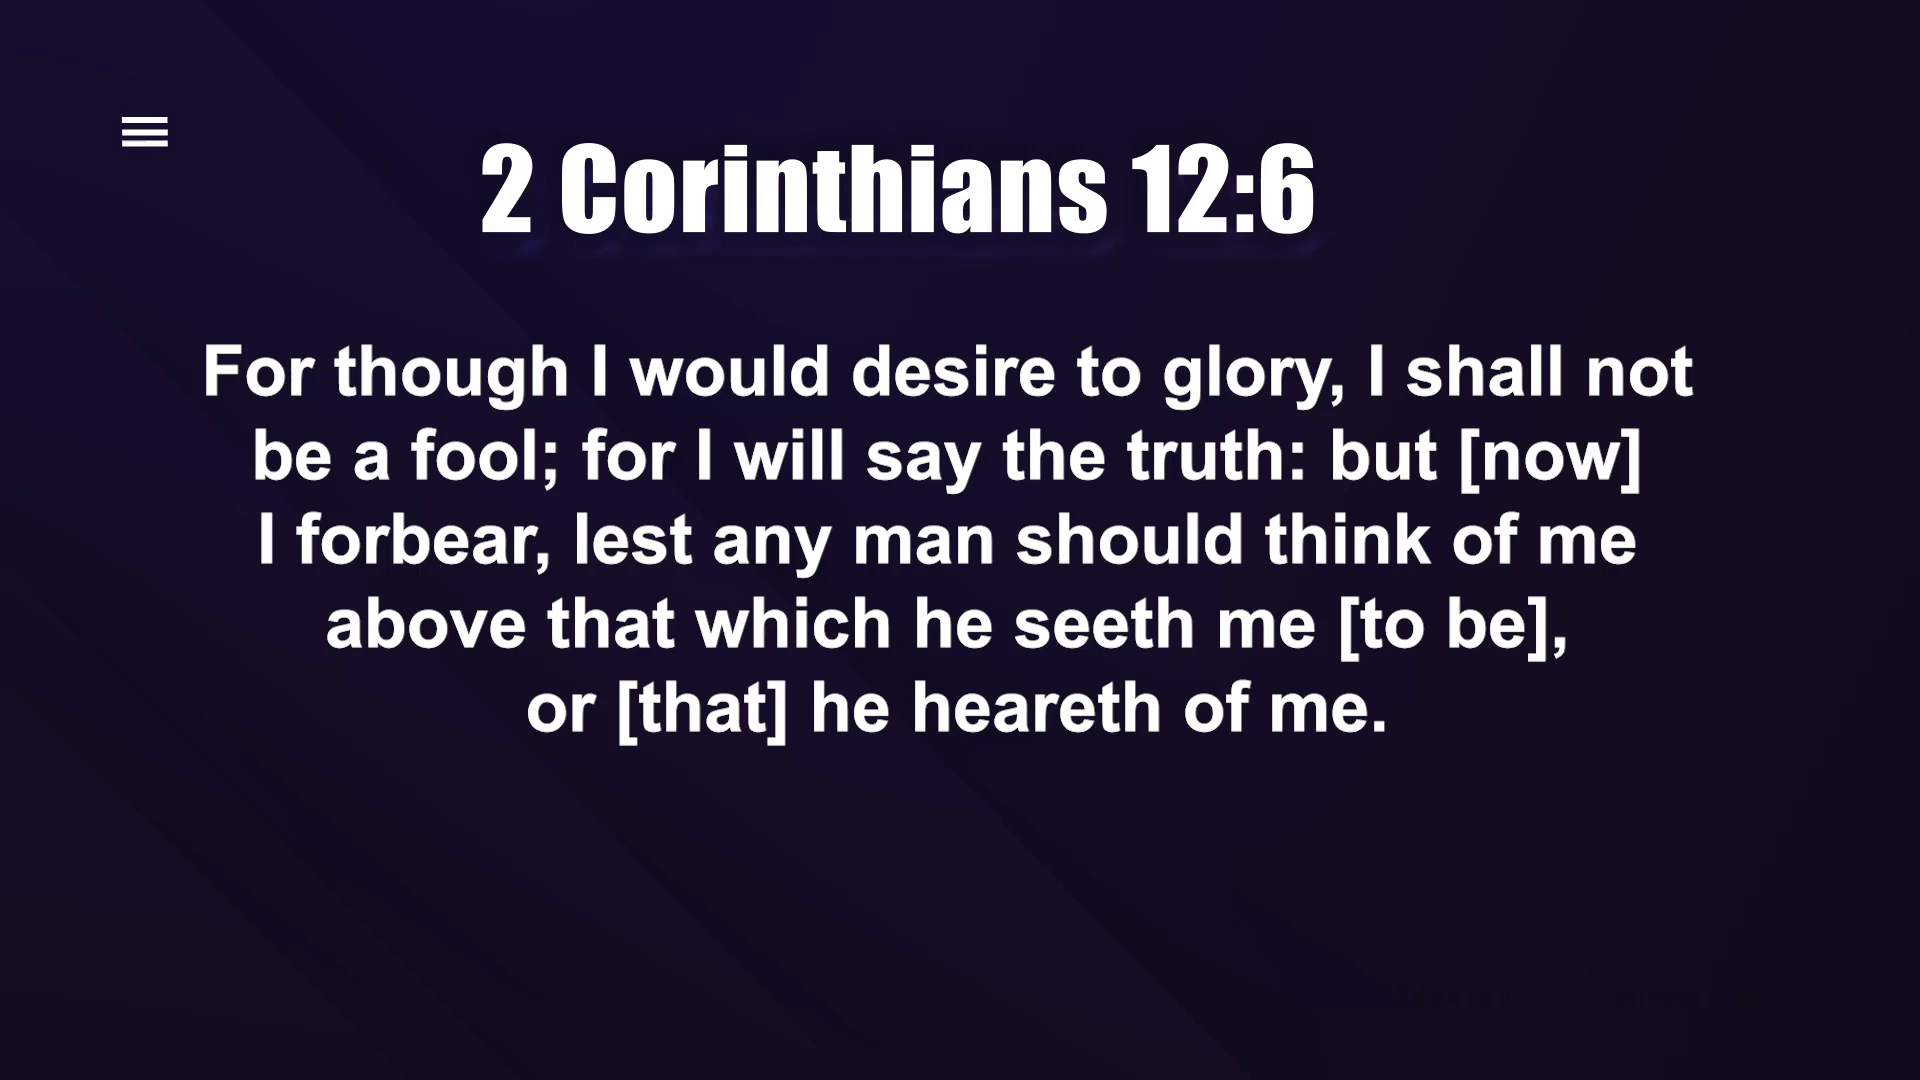 2 Corinthians 12:6
For though I would desire to glory, I shall not
be a fool; for I will say the truth: but [now]
I forbear, lest any man should think of me
above that which he seeth me [to be],
or [that] he heareth of me.